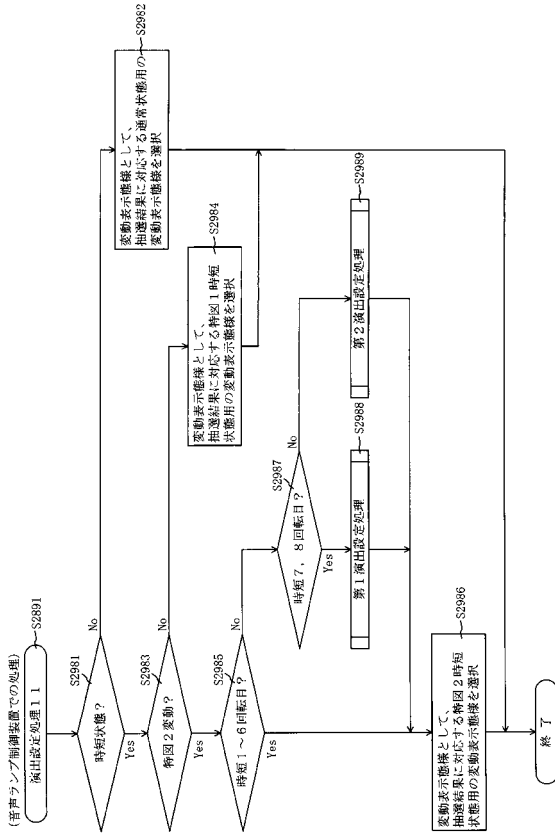 (音声ランプ制御装置での処理)
演出設定処理11
S2891
S2981
時短状態?
No
Yes
S2982
変動表示態様として、
抽選結果に対応する通常状態用の
変動表示態様を選択
S2983
特図2変動?
No
Yes
S2984
変動表示態様として、
抽選結果に対応する特図1時短
状態用の変動表示態様を選択
S2985
時短1~6回転目?
No
Yes
S2987
時短7、8回転目?
No
Yes
S2988
第1演出設定処理
S2989
第2演出設定処理
S2986
変動表示態様として、
抽選結果に対応する特図2時短
状態用の変動表示態様を選択
終了